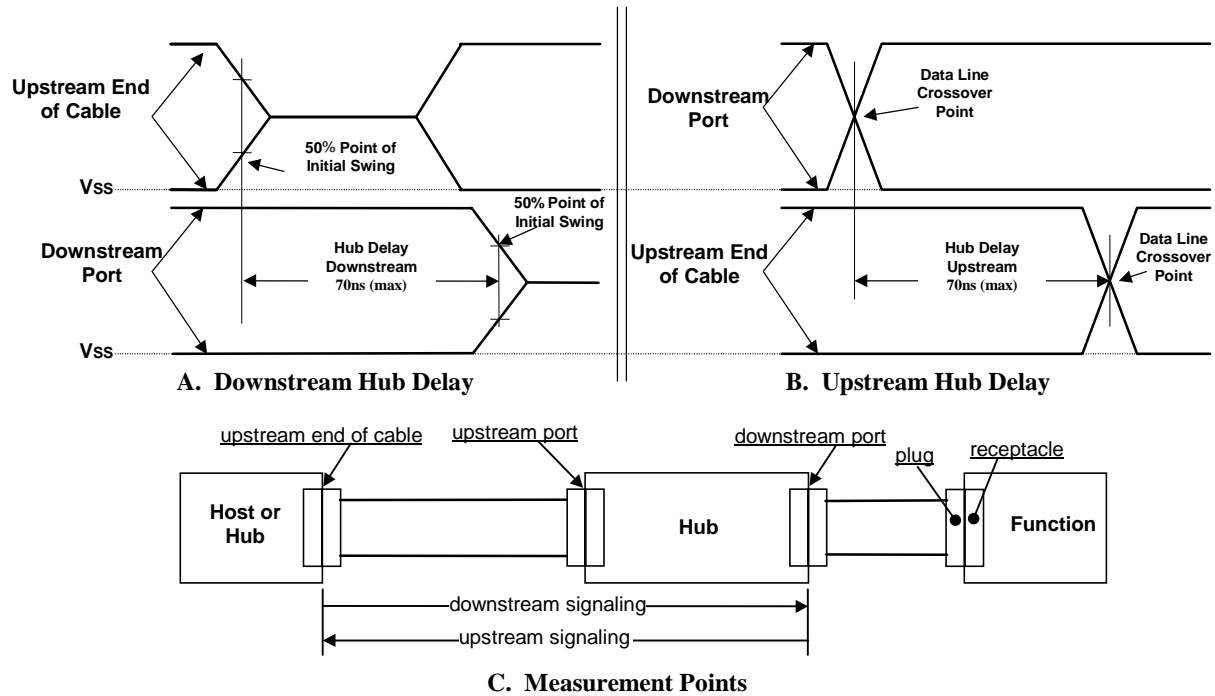 Upstream End
of Cable
50% Point of
Initial Swing
VSS
50% Point of
Initial Swing
Downstream
Port
Hub Delay
Downstream
70ns (max)
VSS
A. Downstream Hub Delay
Downstream
Port
Data Line
Crossover
Point
Upstream End
of Cable
Hub Delay
Upstream
70ns (max)
Data Line
Crossover
Point
B. Upstream Hub Delay
upstream end of cable
upstream port
downstream port
plug
receptacle
Host or
Hub
Hub
Function
downstream signaling
upstream signaling
C. Measurement Points